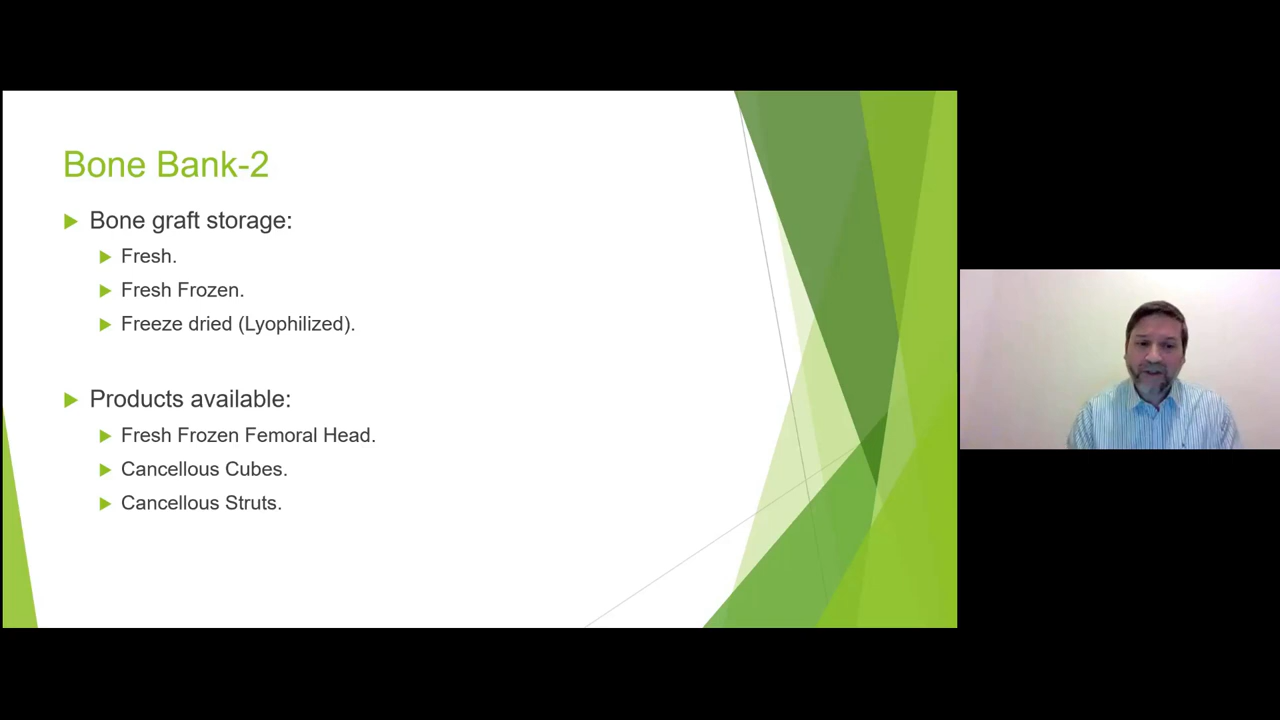 Bone Bank-2
Bone graft storage:
Fresh.
Fresh Frozen.
Freeze dried (Lyophilized).
Products available:
Fresh Frozen Femoral Head.
Cancellous Cubes.
Cancellous Struts.